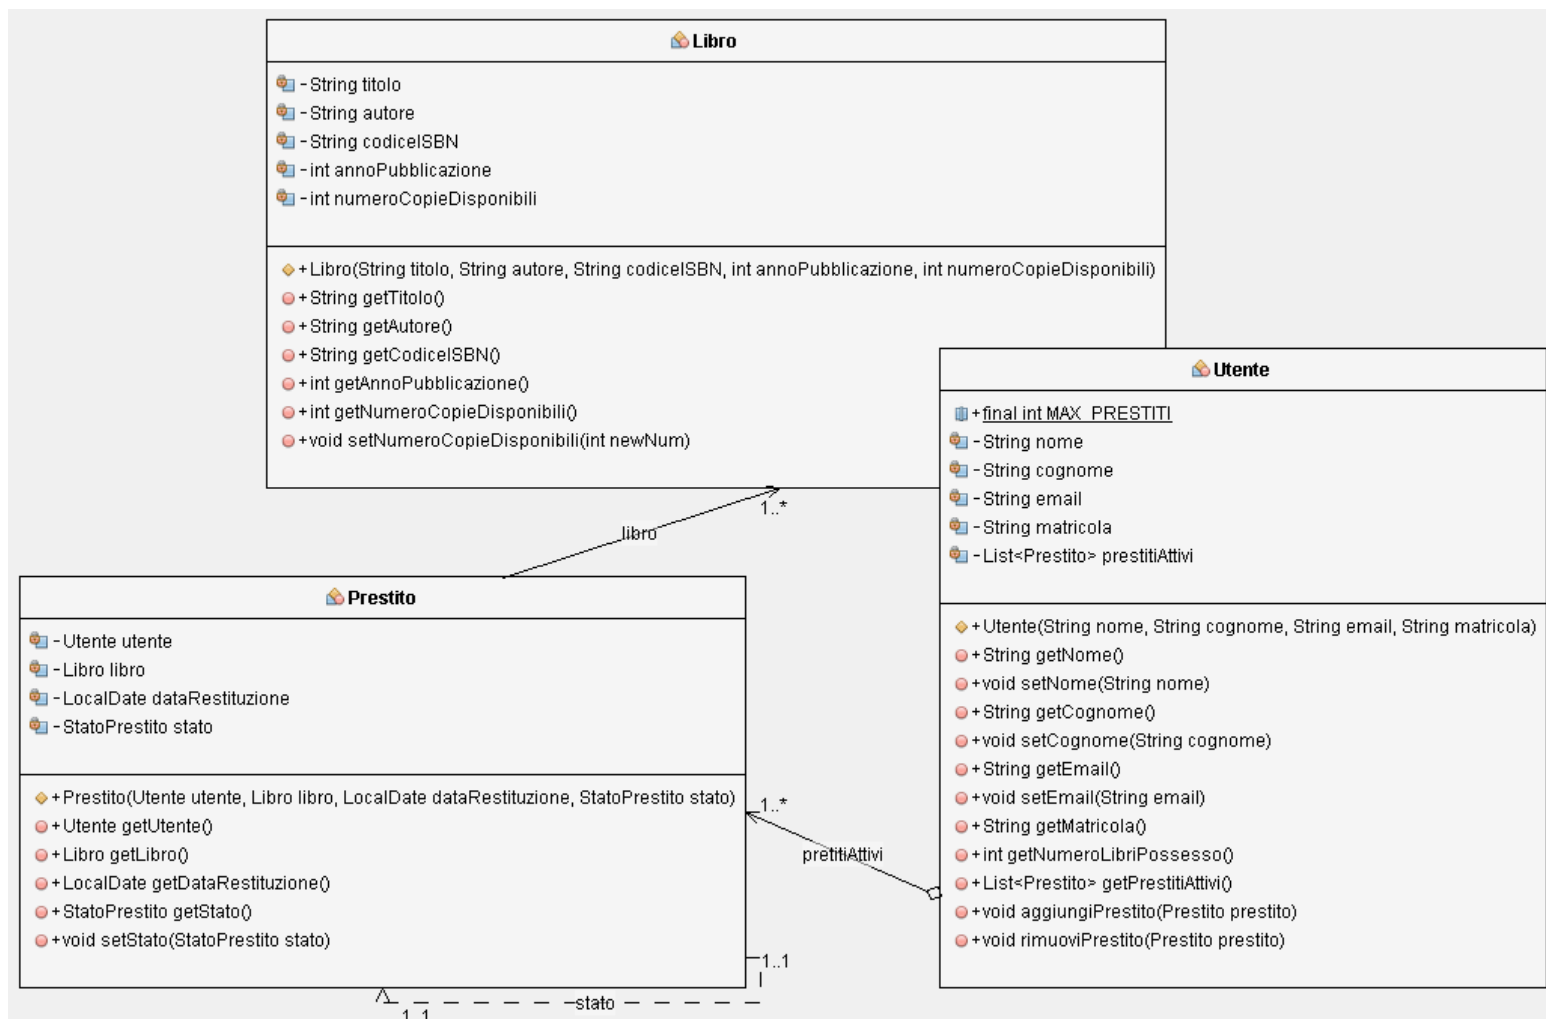 Libro
- String titolo
- String autore
- String codiceISBN
- int annoPubblicazione
- int numeroCopieDisponibili
+ Libro(String titolo, String autore, String codiceISBN, int annoPubblicazione, int numeroCopieDisponibili)
+ String getTitolo()
+ String getAutore()
+ String getCodiceISBN()
+ int getAnnoPubblicazione()
+ int getNumeroCopieDisponibili()
+ void setNumeroCopieDisponibili(int newNum)
Utente
+ final int MAX_PRESTITI
- String nome
- String cognome
- String email
- String matricola
- List<Prestito> prestitiAttivi
+ Utente(String nome, String cognome, String email, String matricola)
+ String getNome()
+ void setNome(String nome)
+ String getCognome()
+ void setCognome(String cognome)
+ String getEmail()
+ void setEmail(String email)
+ String getMatricola()
+ int getNumeroLibriPossesso()
+ List<Prestito> getPrestitiAttivi()
+ void aggiungiPrestito(Prestito prestito)
+ void rimuoviPrestito(Prestito prestito)
1..*
libro
Prestito
- Utente utente
- Libro libro
- LocalDate dataRestituzione
- StatoPrestito stato
+ Prestito(Utente utente, Libro libro, LocalDate dataRestituzione, StatoPrestito stato)
+ Utente getUtente()
+ Libro getLibro()
+ LocalDate getDataRestituzione()
+ StatoPrestito getStato()
+ void setStato(StatoPrestito stato)
1..*
pretitiAttivi
1..1
stato
1..1